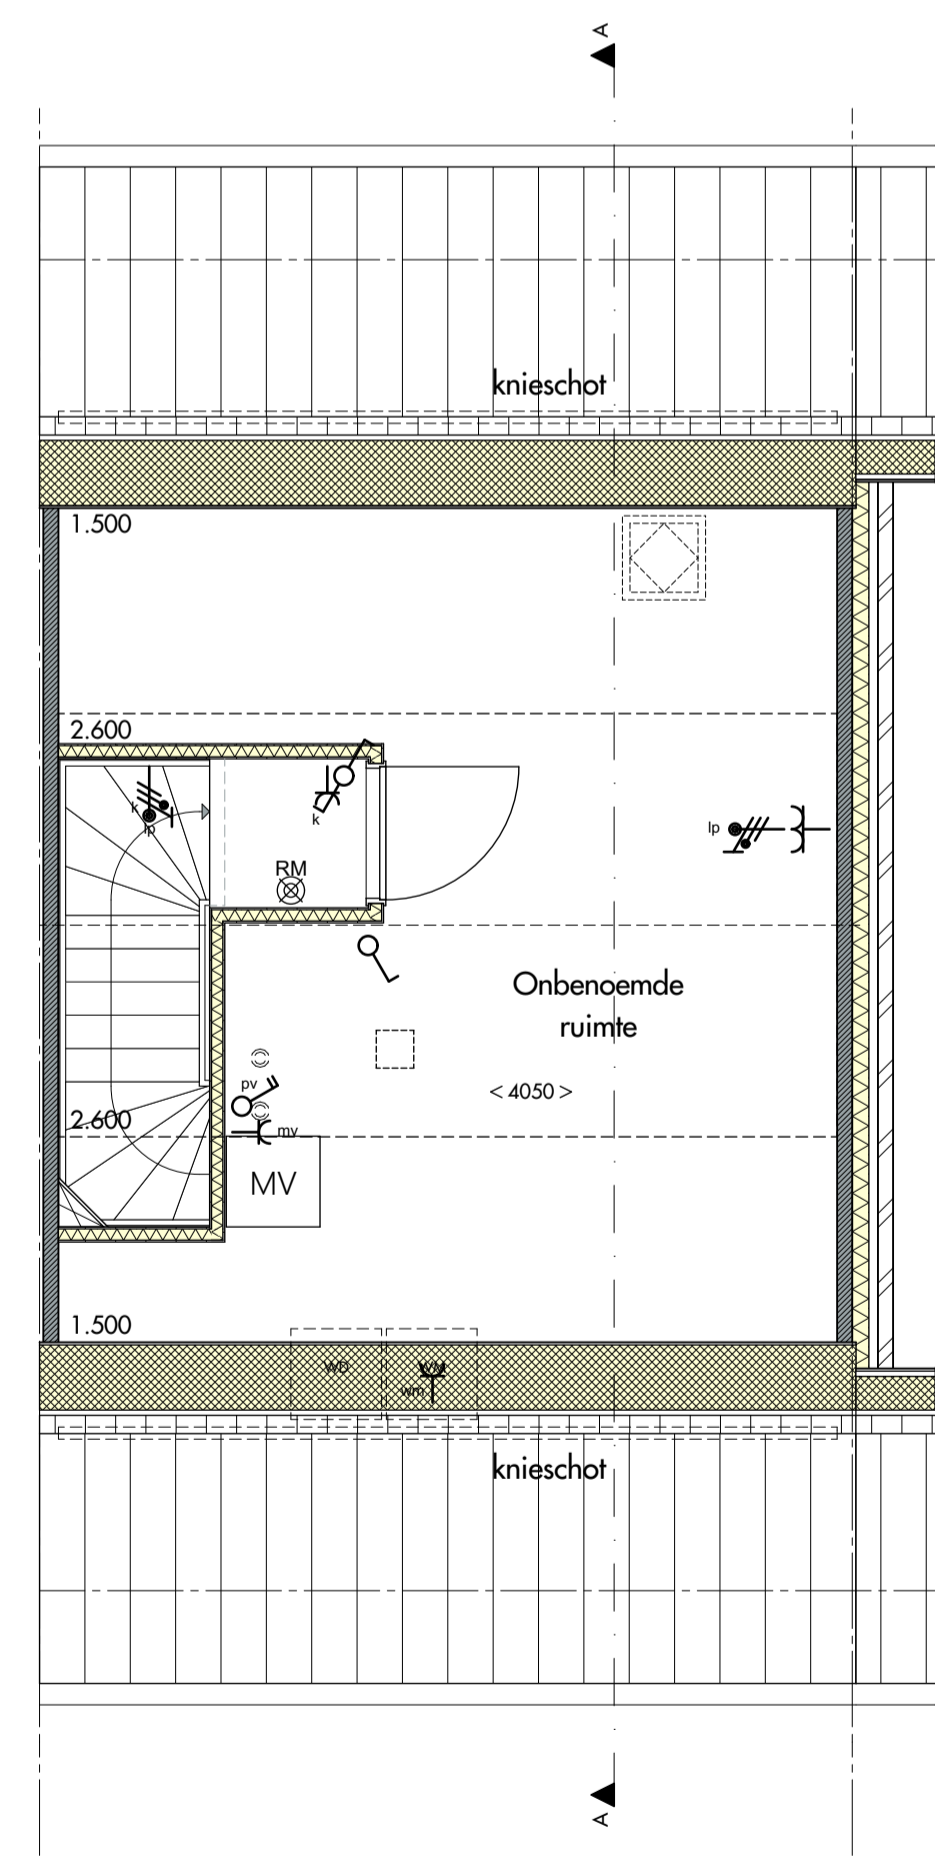 A
knieschot
1.500
2.600
k
lp
k
lp
RM
Onbenoemde
ruimte
pv
< 4050 >
2.600
mv
MV
1.500
WD
WM
wm
knieschot
A